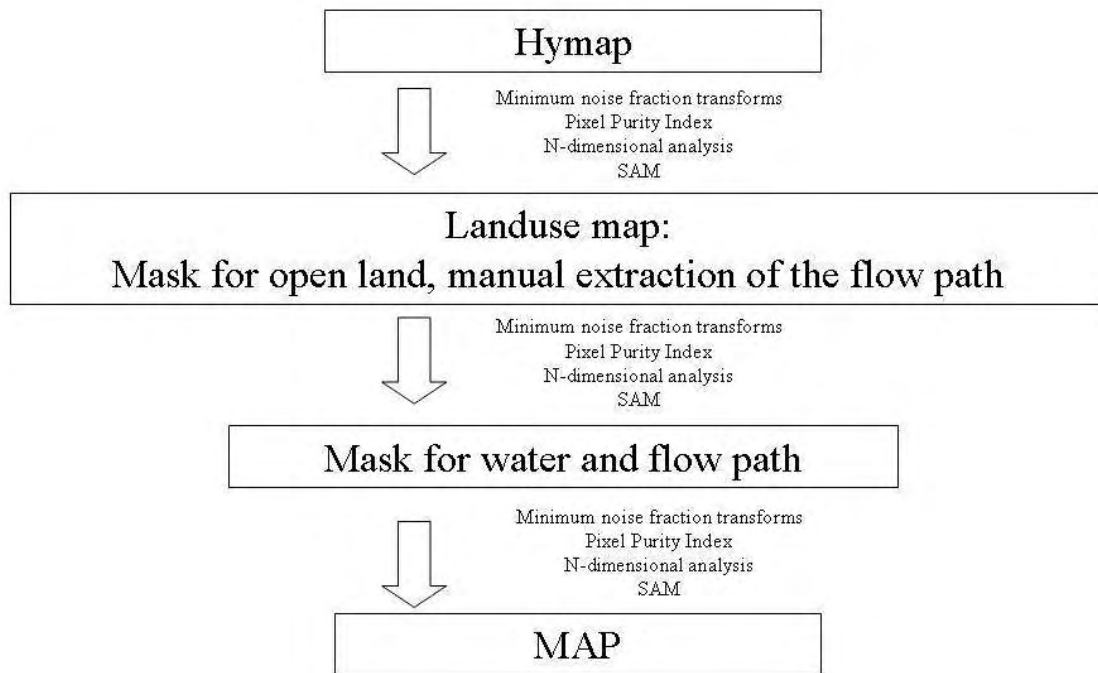 Hymap
Minimum noise fraction transforms
Pixel Purity Index
N-dimensional analysis
SAM
Landuse map:
Mask for open land, manual extraction of the flow path
Minimum noise fraction transforms
Pixel Purity Index
N-dimensional analysis
SAM
Mask for water and flow path
Minimum noise fraction transforms
Pixel Purity Index
N-dimensional analysis
SAM
MAP